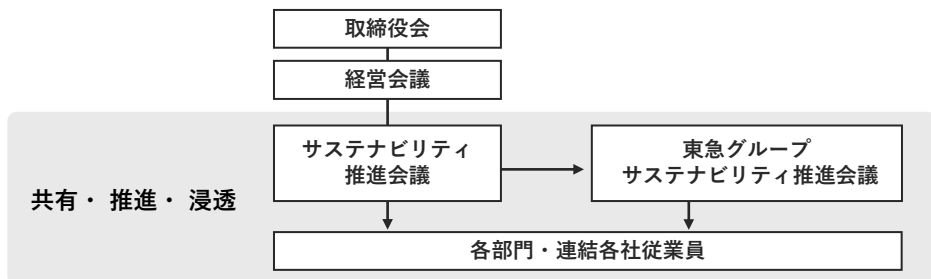 取締役会
経営会議
サステナビリティ
推進会議
東急グループ
サステナビリティ推進会議
共有・ 推進・ 浸透
各部門・連結各社従業員